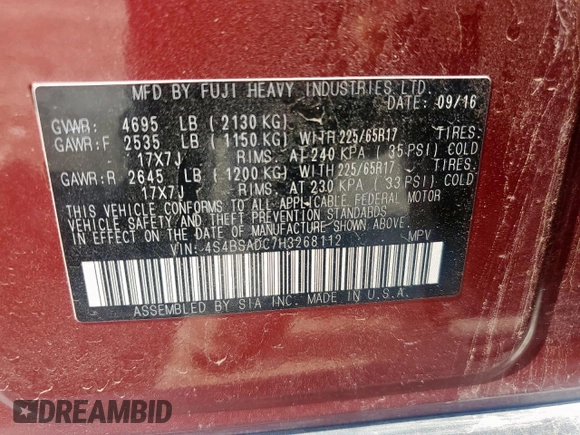 MFD BY FUJI HEAVY INDUSTRIES LTD.
DATE: 09/16
GVWR: 4695 LB (2130 KG)
GAWR:F 2535 LB (1150 KG) WITH 225/65R17 TIRES.
17X7J RIMS. AT 240 KPA (35 PSI) COLD
GAWR:R 2645 LB (1200 KG) WITH 225/65R17 TIRES.
17X7J RIMS. AT 230 KPA (33 PSI) COLD
THIS VEHICLE CONFORMS TO ALL APPLICABLE FEDERAL MOTOR
VEHICLE SAFETY AND THEFT PREVENTION STANDARDS
IN EFFECT ON THE DATE OF MANUFACTURE SHOWN ABOVE.
VIN: 4S4BSADC7H3268112 MPV
ASSEMBLED BY SIA INC. MADE IN U.S.A.
DREAMBID